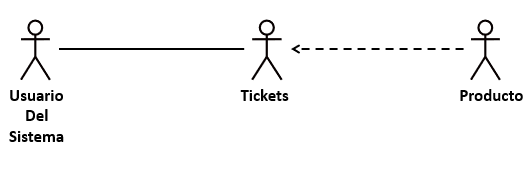 Usuario
Del
Sistema
Tickets
Producto